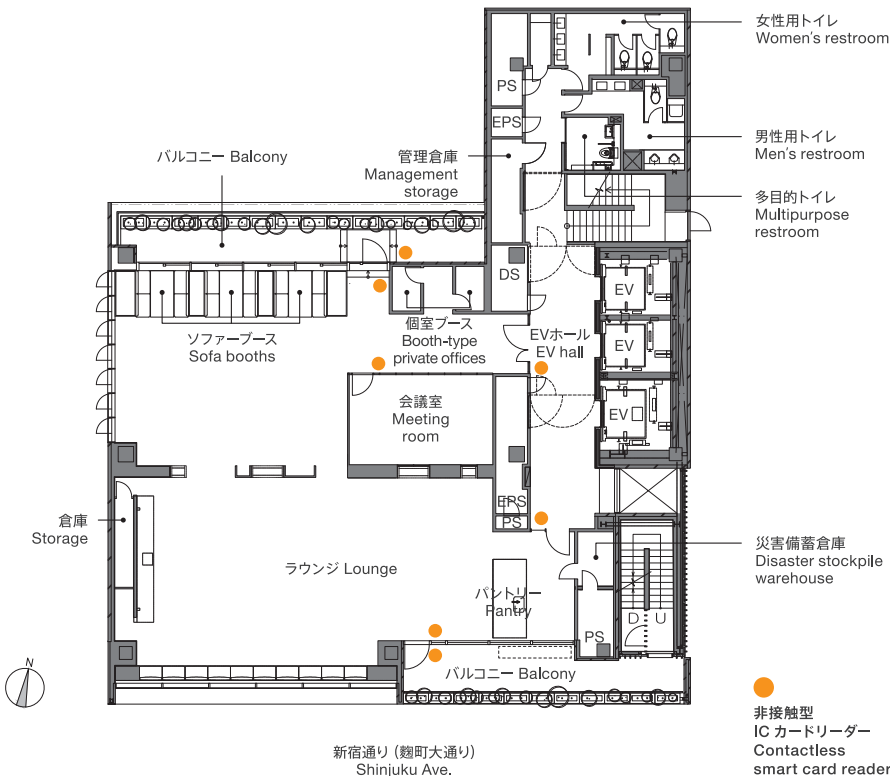 女性用トイレ
Women's restroom
PS
EPS
男性用トイレ
Men's restroom
バルコニー Balcony
管理倉庫
Management
storage
多目的トイレ
Multipurpose
restroom
DS
EV
個室ブース
Booth-type
private offices
ソファーブース
Sofa booths
EVホール
EV hall
EV
会議室
Meeting
room
EV
EPS
PS
倉庫
Storage
災害備蓄倉庫
Disaster stockpile
warehouse
ラウンジ Lounge
パントリー
Pantry
D U
PS
バルコニー Balcony
N
非接触型
IC カードリーダー
Contactless
smart card reader
新宿通り (麴町大通り)
Shinjuku Ave.